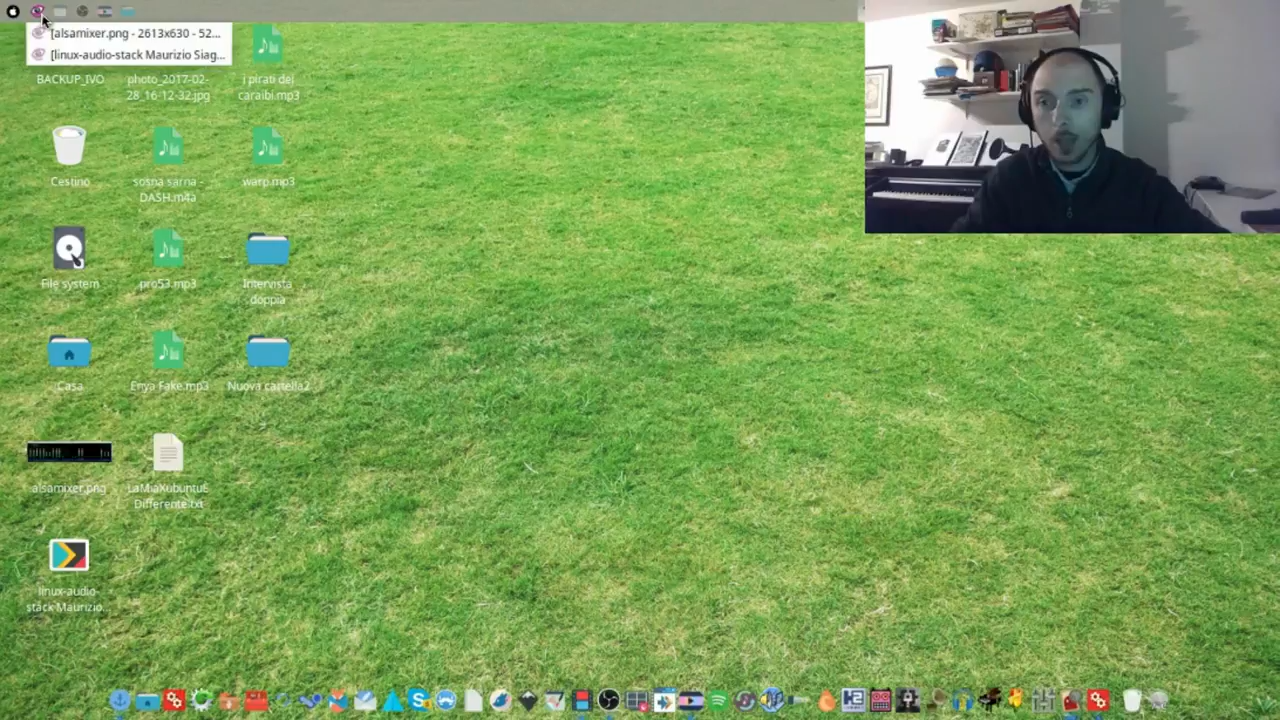 [alsamixer.png - 2613x630 - 52...
[linux-audio-stack Maurizio Siag...
BACKUP_IVO
photo_2017-02-
28_16-12-32.jpg
i pirati dei
caraibi.mp3
Cestino
sosna sarna -
DASH.m4a
warp.mp3
File system
pro53.mp3
Intervista
doppia
Casa
Enya Fake.mp3
Nuova cartella2
alsamixer.png
LaMiaXubuntuE
Differente.txt
linux-audio-
stack Maurizio...